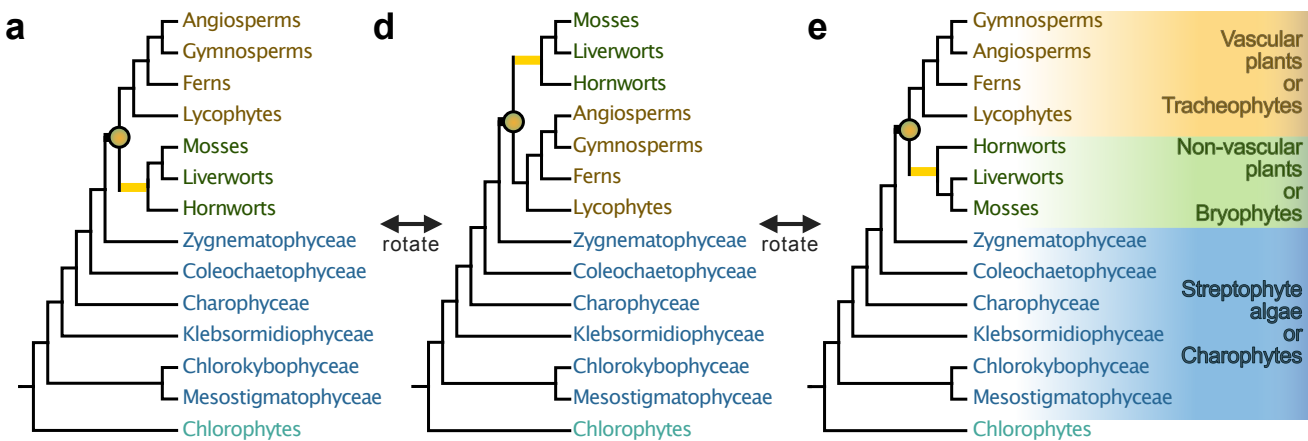 a
Angiosperms
Gymnosperms
Ferns
Lycophytes
Mosses
Liverworts
Hornworts
Zygnematophyceae
Coleochaetophyceae
Charophyceae
Klebsormidiophyceae
Chlorokybophyceae
Mesostigmatophyceae
Chlorophytes
rotate
d
Mosses
Liverworts
Hornworts
Angiosperms
Gymnosperms
Ferns
Lycophytes
Zygnematophyceae
Coleochaetophyceae
Charophyceae
Klebsormidiophyceae
Chlorokybophyceae
Mesostigmatophyceae
Chlorophytes
rotate
e
Gymnosperms
Angiosperms
Ferns
Lycophytes
Hornworts
Liverworts
Mosses
Zygnematophyceae
Coleochaetophyceae
Charophyceae
Klebsormidiophyceae
Chlorokybophyceae
Mesostigmatophyceae
Chlorophytes
Vascular
plants
or
Tracheophytes
Non-vascular
plants
or
Bryophytes
Streptophyte
algae
or
Charophytes